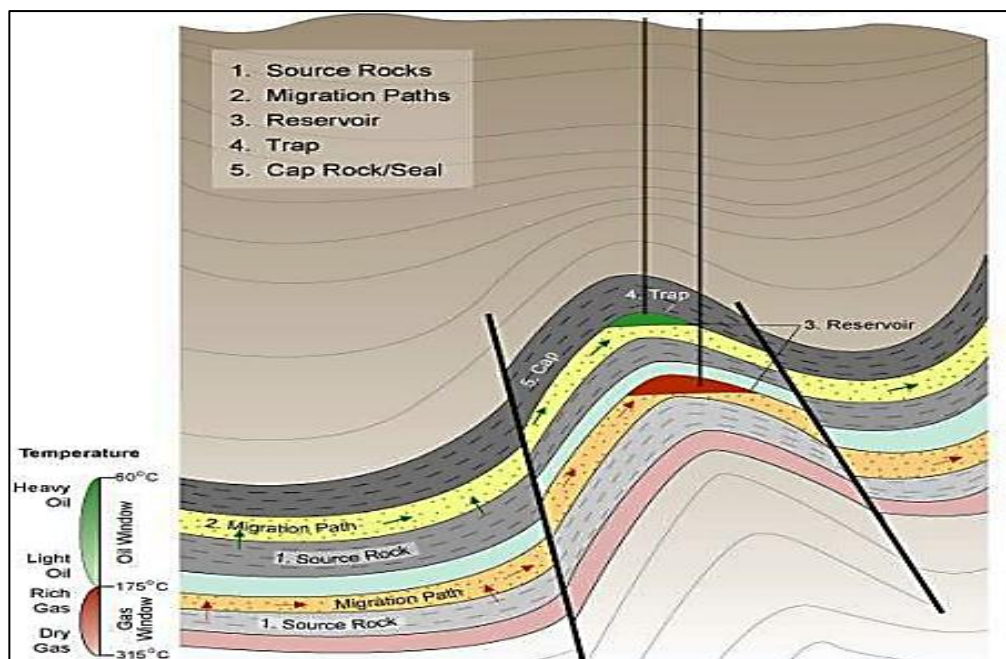 1. Source Rocks
2. Migration Paths
3. Reservoir
4. Trap
5. Cap Rock/Seal
4. Trap
3. Reservoir
5. Cap
Temperature
60°C
Heavy
Oil
Oil Window
Light
Oil
175°C
Rich
Gas
Gas
Window
Dry
Gas
315°C
2. Migration Path
1. Source Rock
Migration Path
1. Source Rock